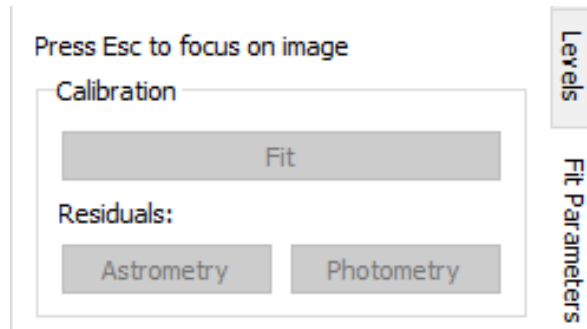 Press Esc to focus on image
Calibration
Fit
Residuals:
Astrometry
Photometry
Levels
Fit Parameters